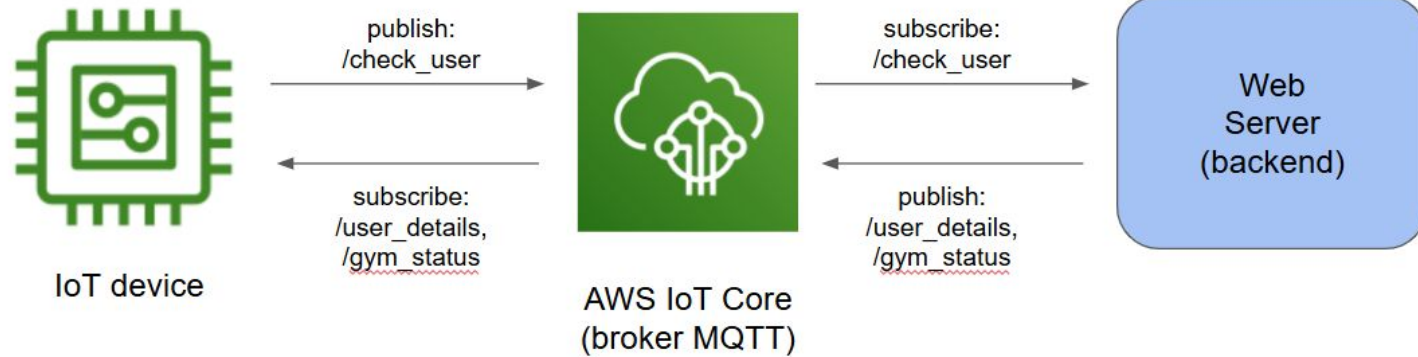 publish:
/check_user
subscribe:
/check_user
Web
Server
(backend)
subscribe:
/user_details,
/gym_status
publish:
/user_details,
/gym_status
IoT device
AWS IoT Core
(broker MQTT)